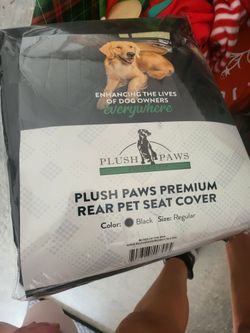 ENHANCING THE LIVES
OF DOG OWNERS
everywhere
PLUSH PAWS
PLUSH PAWS PREMIUM
REAR PET SEAT COVER
Color: Black Size: Regular